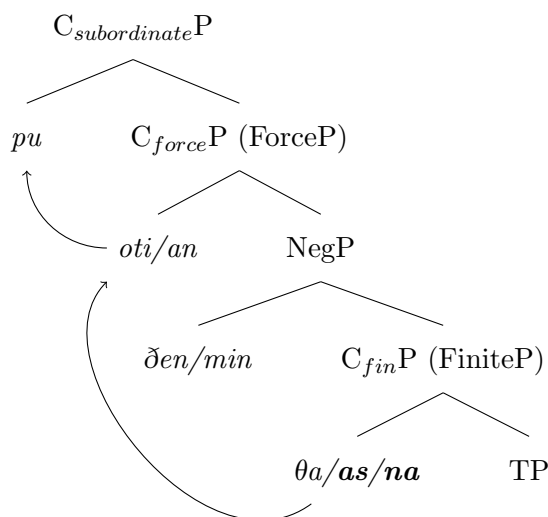 C_subordinateP
pu C_forceP (ForceP)
oti/an NegP
ðen/min C_finP (FiniteP)
θa/as/na TP